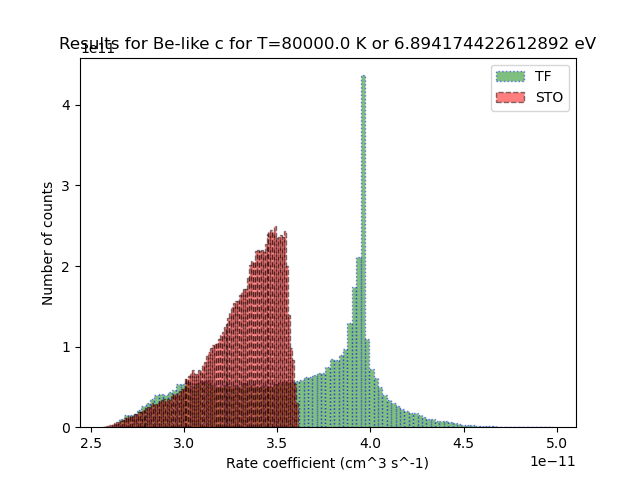 Results for Be-like c for T=80000.0 K or 6.894174422612892 eV
1e11
TF
STO
4
3
2
1
0
Number of counts
2.5 3.0 3.5 4.0 4.5 5.0
1e−11
Rate coefficient (cm^3 s^-1)